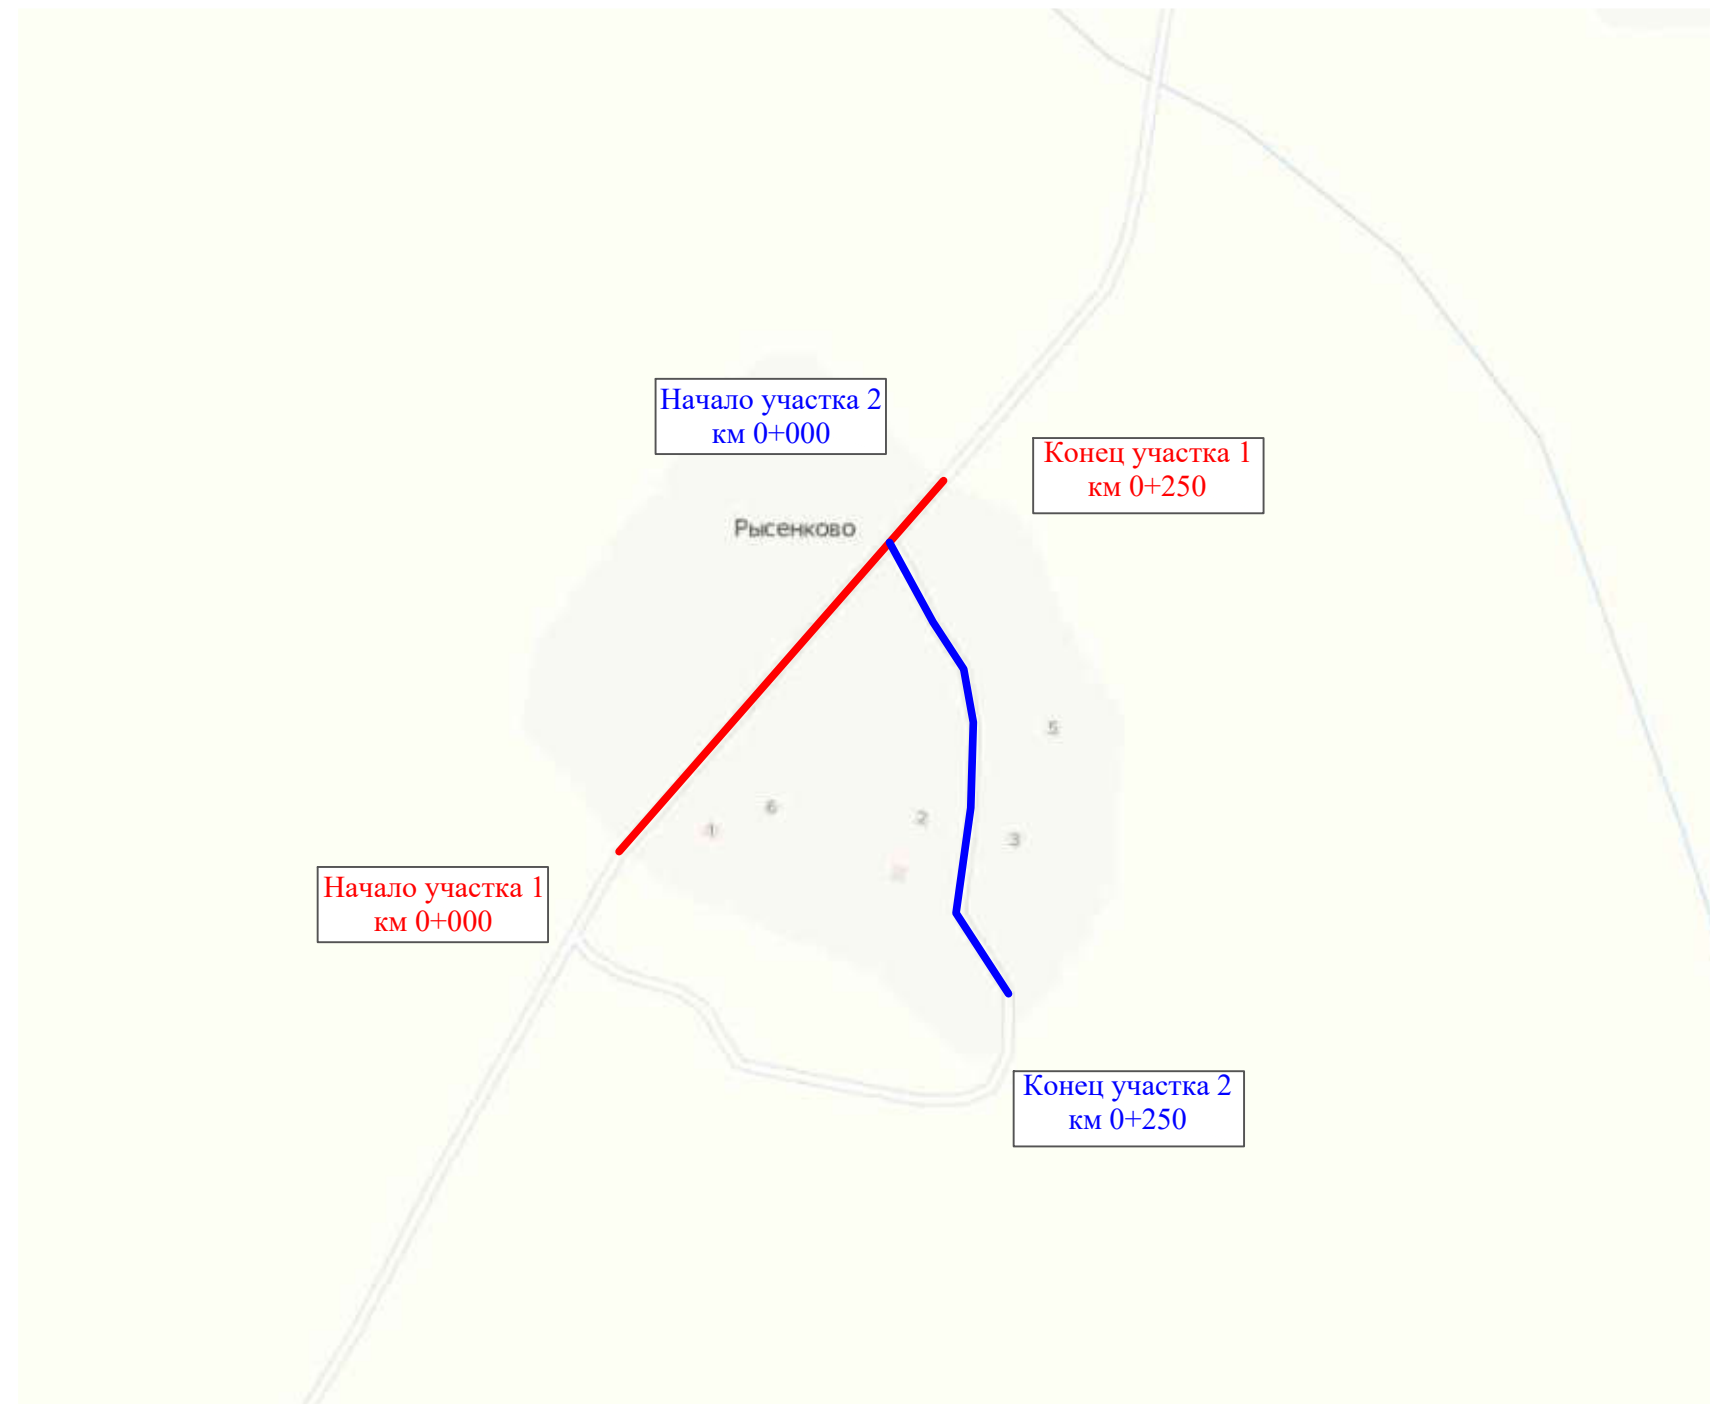 Начало участка 2
км 0+000
Конец участка 1
км 0+250
Рысенково
5
6
1
2
3
Начало участка 1
км 0+000
Конец участка 2
км 0+250